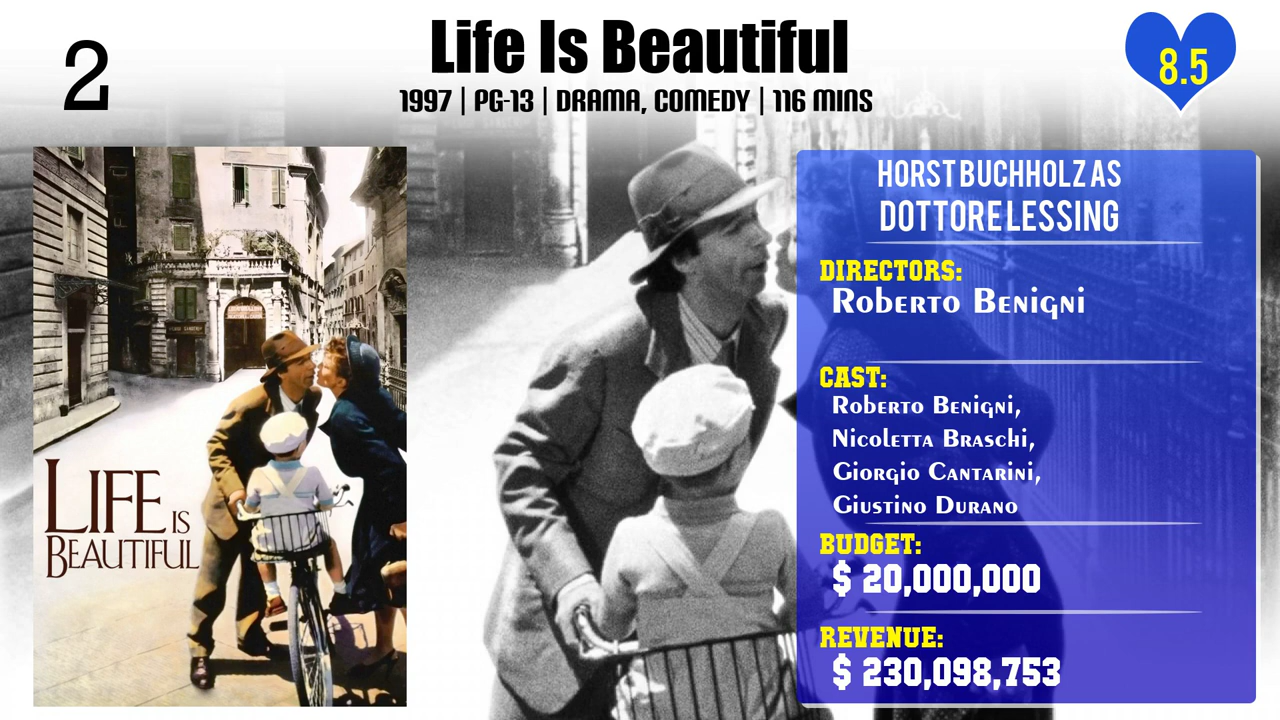 2
Life Is Beautiful
1997 | PG-13 | DRAMA, COMEDY | 116 MINS
8.5
LIFE IS
BEAUTIFUL
HORST BUCHHOLZ AS
DOTTORE LESSING
DIRECTORS:
Roberto Benigni
CAST:
Roberto Benigni,
Nicoletta Braschi,
Giorgio Cantarini,
Giustino Durano
BUDGET:
$ 20,000,000
REVENUE:
$ 230,098,753